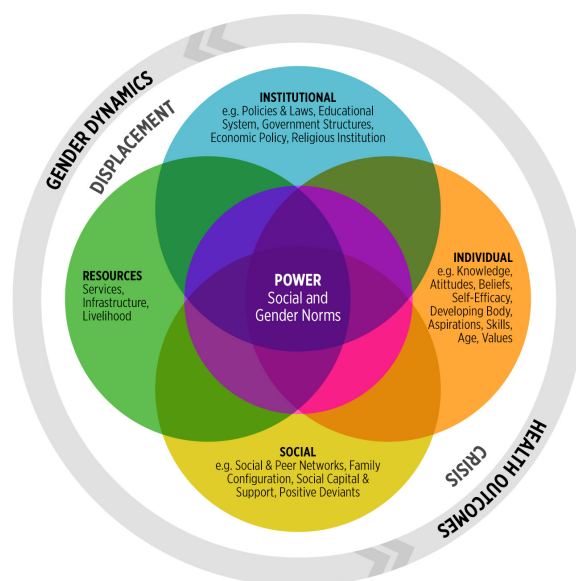 GENDER DYNAMICS
DISPLACEMENT
INSTITUTIONAL
e.g. Policies & Laws, Educational
System, Government Structures,
Economic Policy, Religious Institution
RESOURCES
Services,
Infrastructure,
Livelihood
POWER
Social and
Gender Norms
INDIVIDUAL
e.g. Knowledge,
Atitudes, Beliefs,
Self-Efficacy,
Developing Body,
Aspirations, Skills,
Age, Values
SOCIAL
e.g. Social & Peer Networks, Family
Configuration, Social Capital &
Support, Positive Deviants
CRISIS
HEALTH OUTCOMES